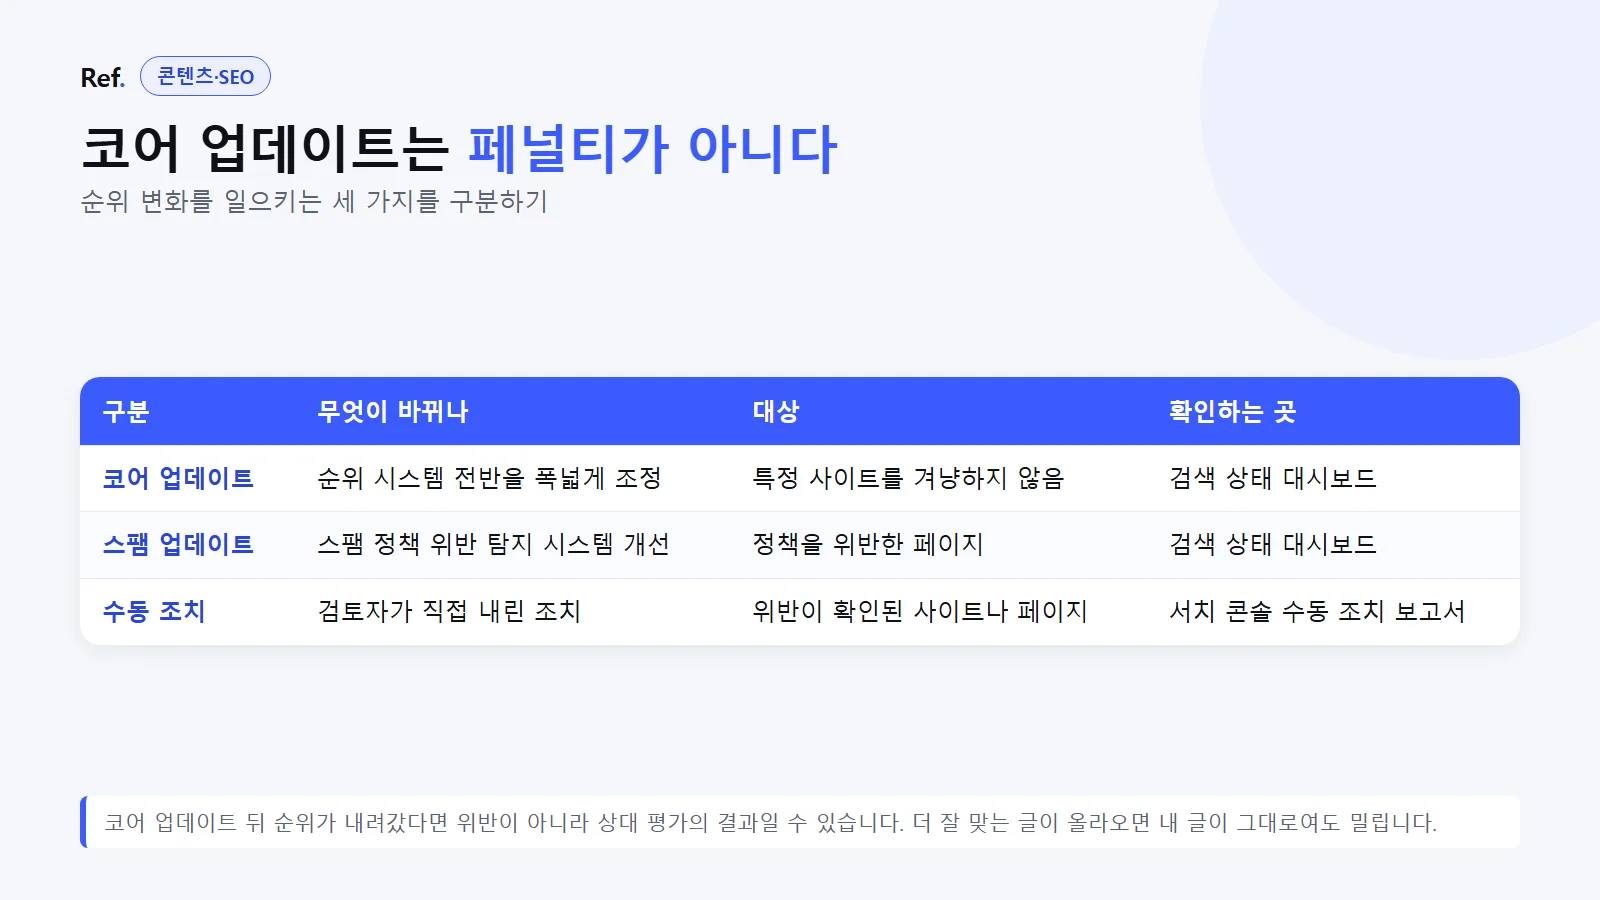 Ref. 콘텐츠·SEO
코어 업데이트는 페널티가 아니다
순위 변화를 일으키는 세 가지를 구분하기
구분 무엇이 바뀌나 대상 확인하는 곳
코어 업데이트 순위 시스템 전반을 폭넓게 조정 특정 사이트를 겨냥하지 않음 검색 상태 대시보드
스팸 업데이트 스팸 정책 위반 탐지 시스템 개선 정책을 위반한 페이지 검색 상태 대시보드
수동 조치 검토자가 직접 내린 조치 위반이 확인된 사이트나 페이지 서치 콘솔 수동 조치 보고서
코어 업데이트 뒤 순위가 내려갔다면 위반이 아니라 상대 평가의 결과일 수 있습니다. 더 잘 맞는 글이 올라오면 내 글이 그대로여도 밀립니다.